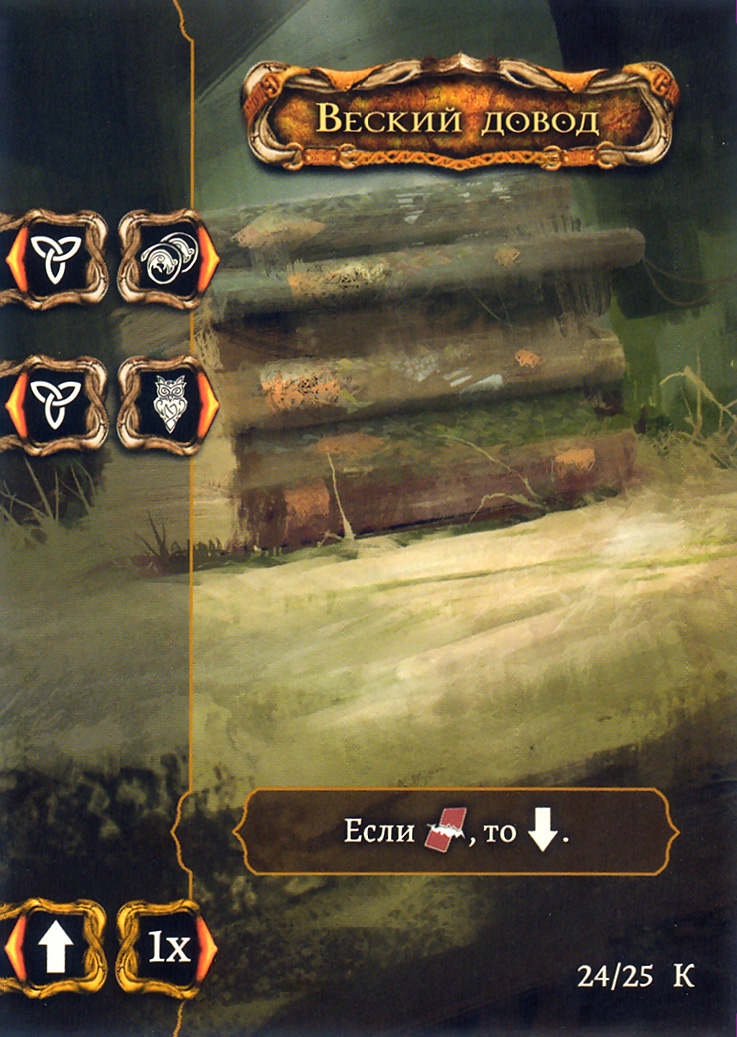 Веский довод
Если , то .
1x
24/25 К